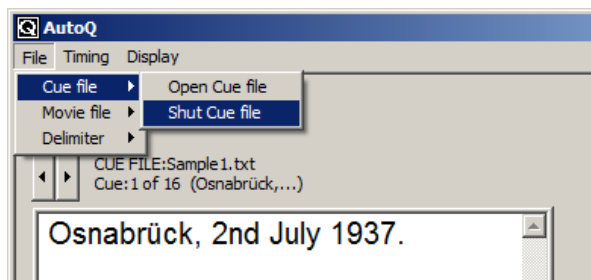 AutoQ
File Timing Display
Cue file Open Cue file
Movie file Shut Cue file
Delimiter
CUE FILE:Sample1.txt
Cue:1 of 16 (Osnabrück,...)
Osnabrück, 2nd July 1937.